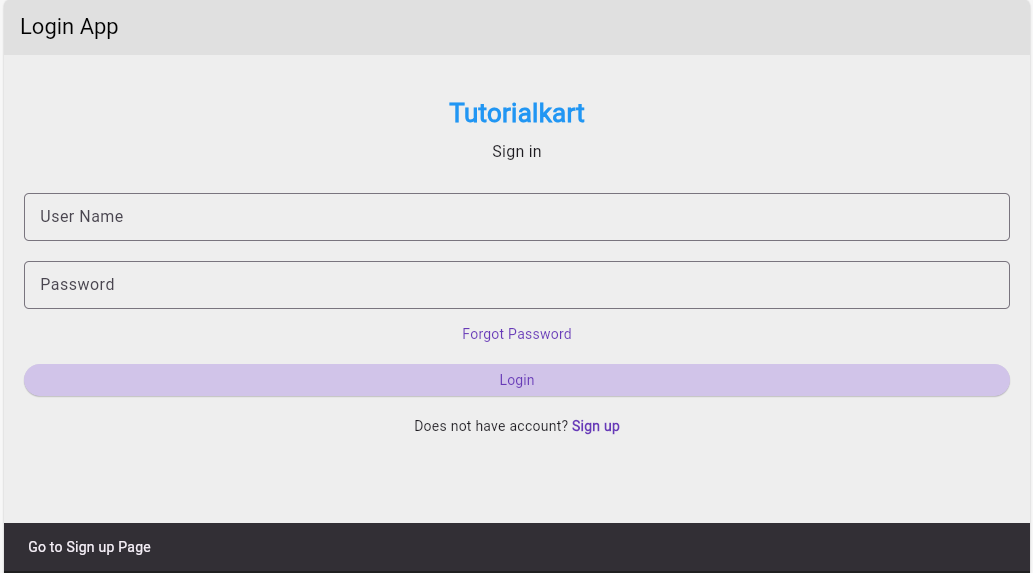 Login App
Tutorialkart
Sign in
User Name
Password
Forgot Password
Login
Does not have account? Sign up
Go to Sign up Page